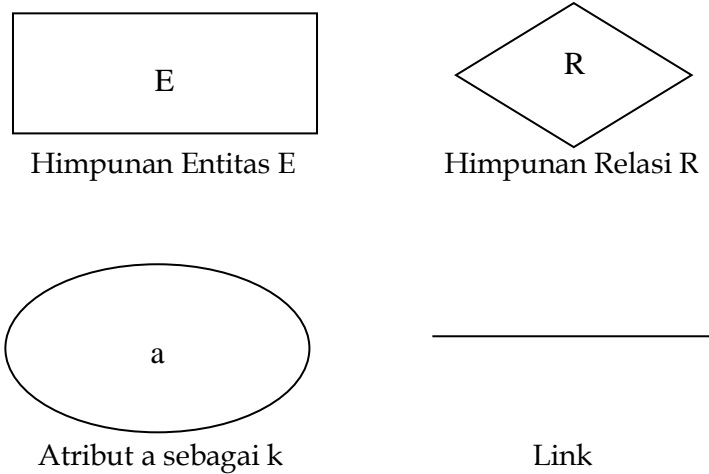 E
R
Himpunan Entitas E
Himpunan Relasi R
a
Atribut a sebagai k
Link